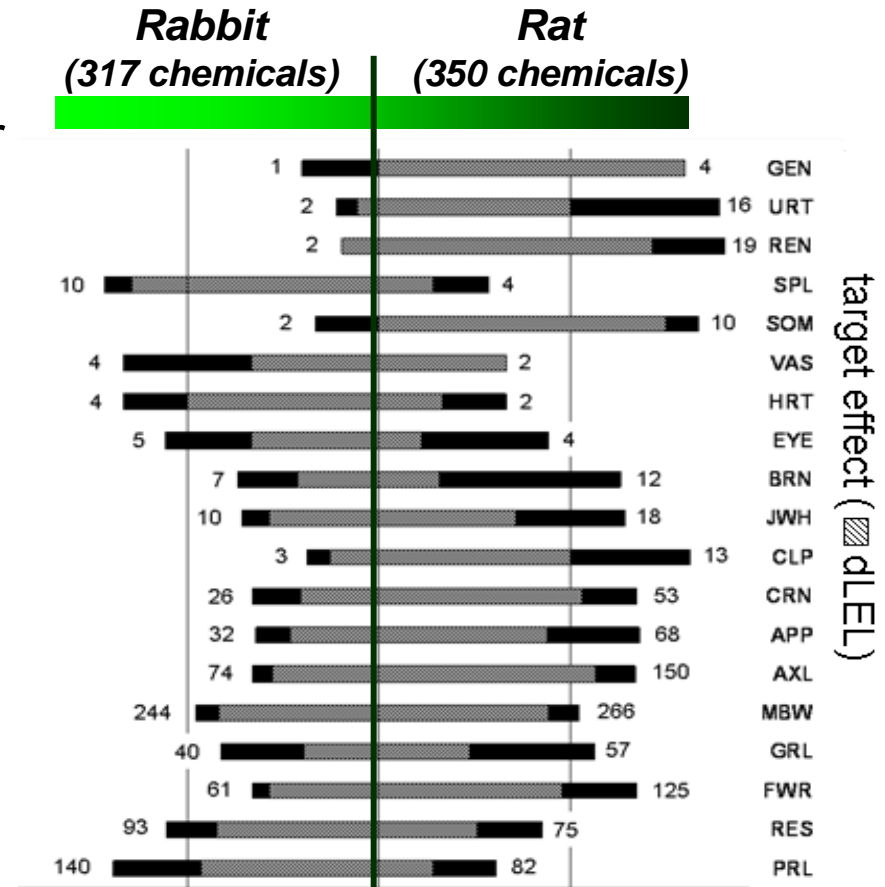 Rabbit Rat
(317 chemicals) (350 chemicals)
1 4 GEN
2 16 URT
2 19 REN
10 4 SPL
2 10 SOM
4 2 VAS
4 2 HRT
5 4 EYE
7 12 BRN
10 18 JWH
3 13 CLP
26 53 CRN
32 68 APP
74 150 AXL
244 266 MBW
40 57 GRL
61 125 FWR
93 75 RES
140 82 PRL
target effect ( dLEL)